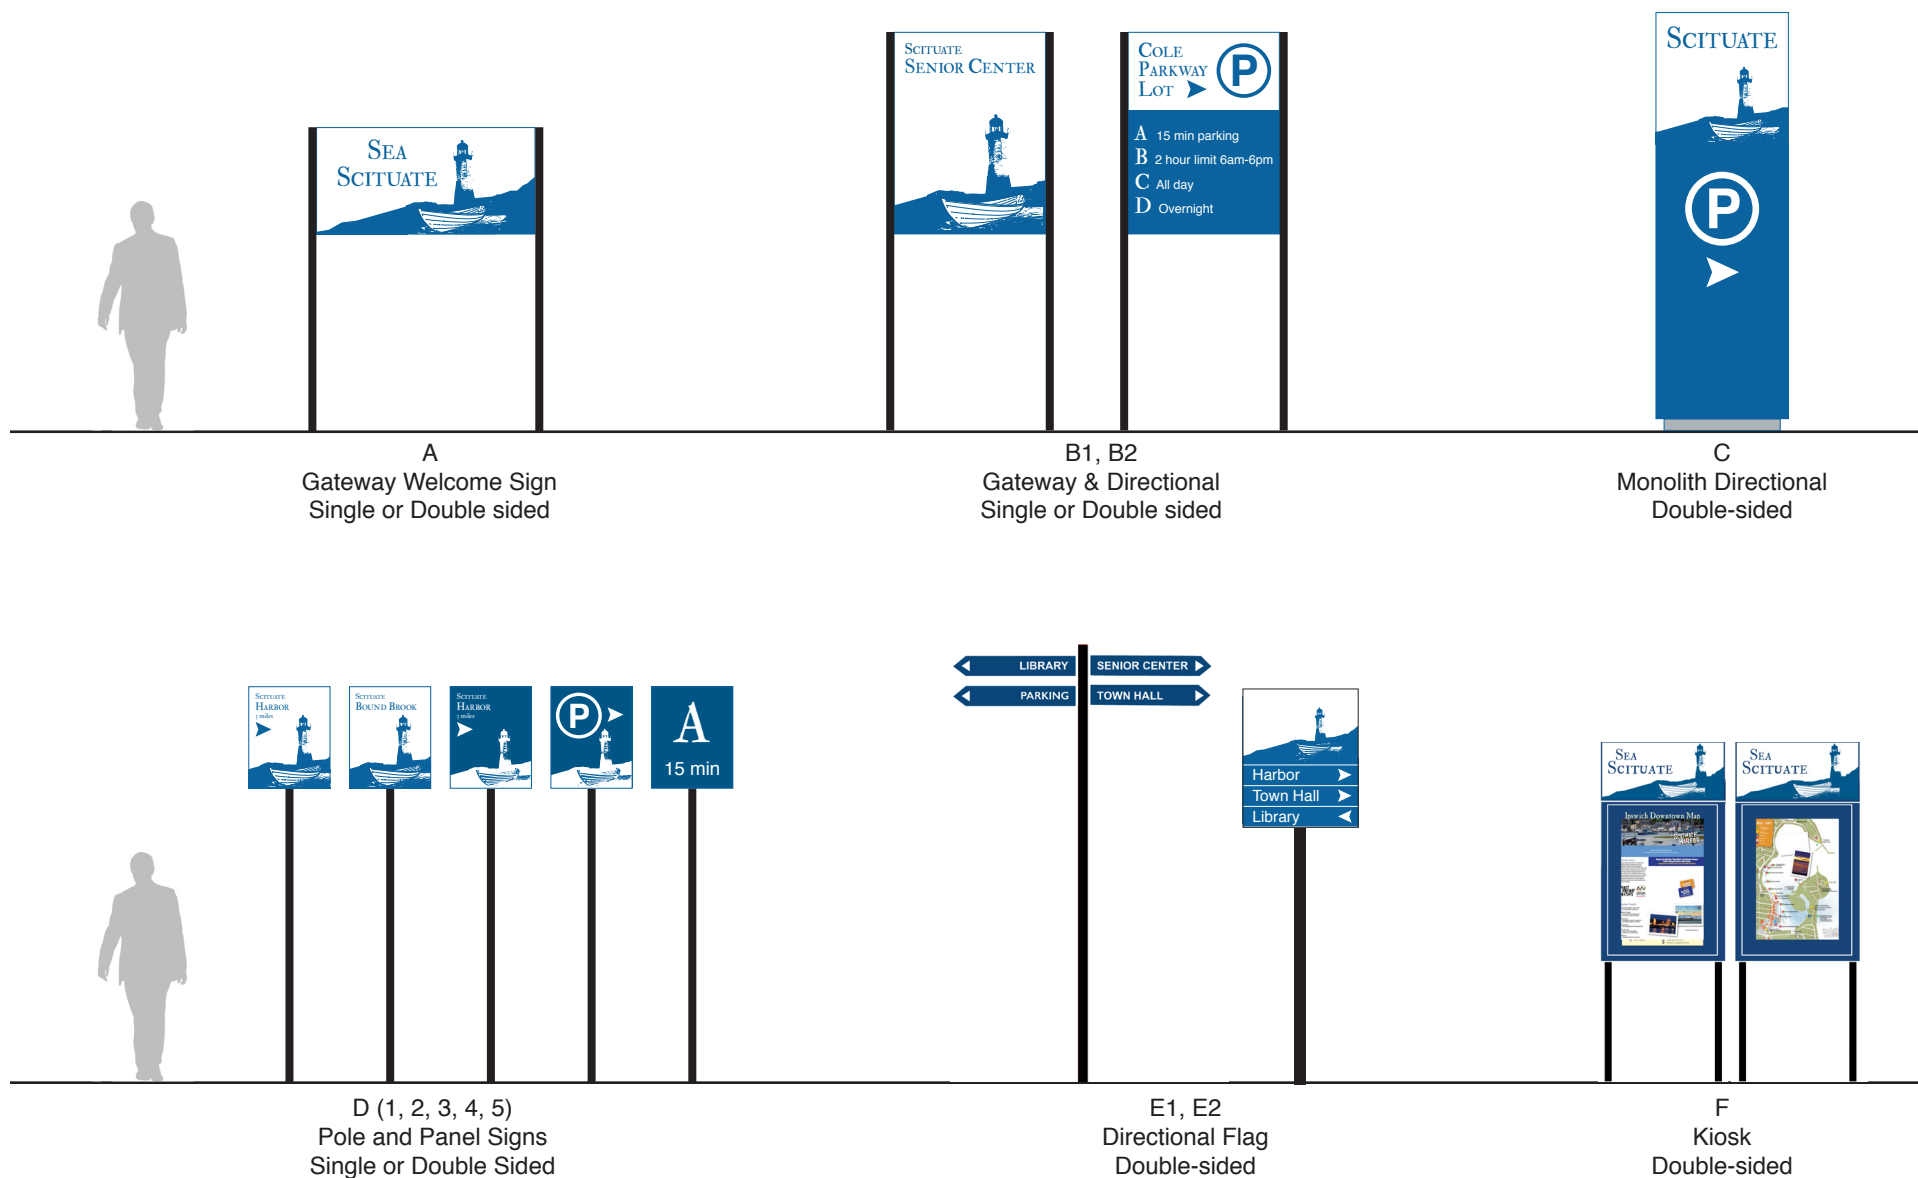 SEA
SCITUATE
SCITUATE
SENIOR CENTER
COLE
PARKWAY
LOT
P
A 15 min parking
B 2 hour limit 6am-6pm
C All day
D Overnight
SCITUATE
P
A
Gateway Welcome Sign
Single or Double sided
B1, B2
Gateway & Directional
Single or Double sided
C
Monolith Directional
Double-sided
SCITUATE
HARBOR
SCITUATE
BOUND BROOK
SCITUATE
HARBOR
P
A
15 min
LIBRARY
SENIOR CENTER
PARKING
TOWN HALL
Harbor
Town Hall
Library
SEA
SCITUATE
Ipswich Downtown Map
SEA
SCITUATE
D (1, 2, 3, 4, 5)
Pole and Panel Signs
Single or Double Sided
E1, E2
Directional Flag
Double-sided
F
Kiosk
Double-sided